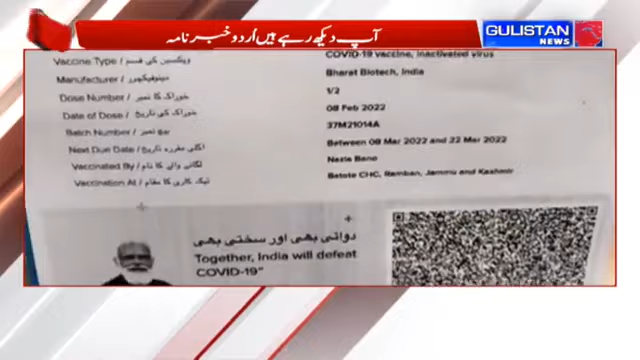 آپ دیکھ رہے ہیں اُردو خبرنامہ
GULISTAN
NEWS
Vaccine Type / ویکسین کی قسم COVID-19 vaccine, inactivated virus
Manufacturer / مینوفیکچرر Bharat Biotech, India
Dose Number / خوراک کا نمبر 1/2
Date of Dose / خوراک کی تاریخ 08 Feb 2022
Batch Number / بیچ نمبر 37M21014A
Next Due Date / اگلی مقررہ تاریخ Between 08 Mar 2022 and 22 Mar 2022
Vaccinated By / لگانے والے کا نام Nazia Bano
Vaccination At / ٹیکہ کاری کا مقام Batote CHC, Ramban, Jammu and Kashmir
دوائی بھی اور سختی بھی
Together, India will defeat
COVID-19"